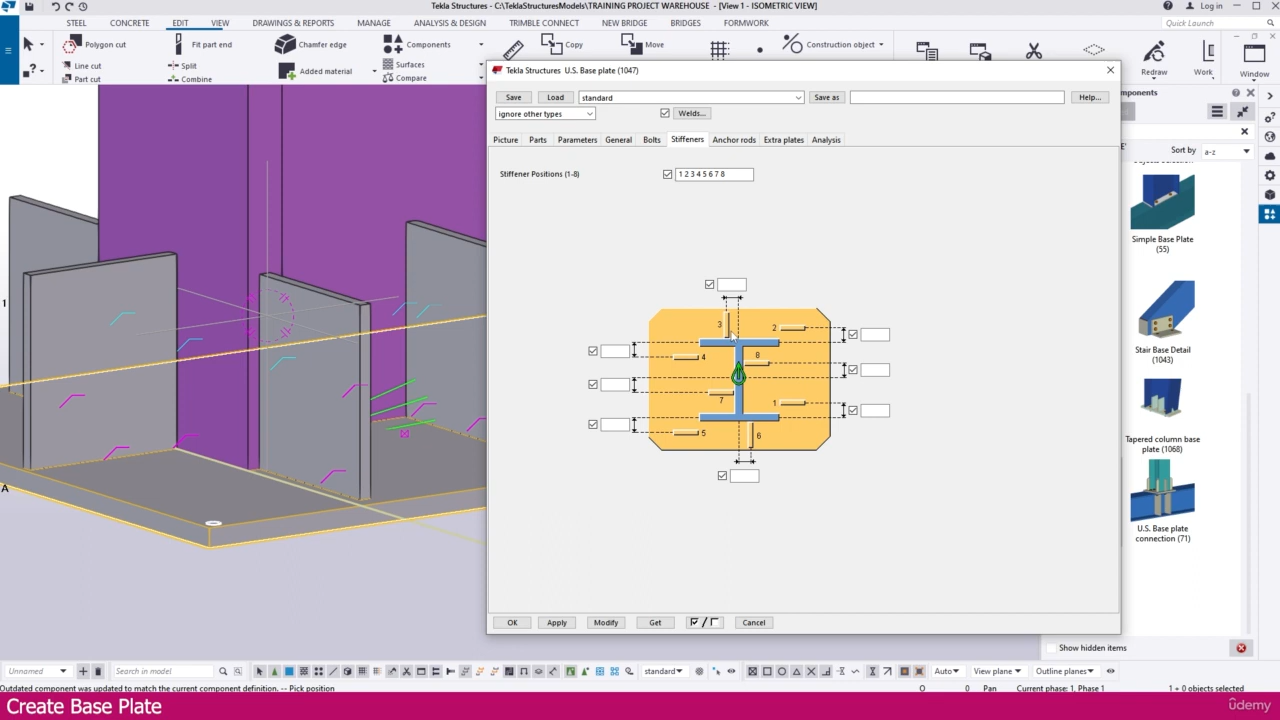 Tekla Structures - C:\TeklaStructuresModels\TRAINING PROJECT WAREHOUSE - [View 1 - ISOMETRIC VIEW]
Log in
STEEL CONCRETE EDIT VIEW DRAWINGS & REPORTS MANAGE ANALYSIS & DESIGN TRIMBLE CONNECT NEW BRIDGE BRIDGES FORMWORK
Quick Launch
Polygon cut Fit part end Chamfer edge Components Copy Move Construction object
Line cut Split Added material Surfaces Redraw Work Window
Part cut Combine Compare
Tekla Structures U.S. Base plate (1047)
Save Load standard Save as Help...
ignore other types Welds...
Picture Parts Parameters General Bolts Stiffeners Anchor rods Extra plates Analysis
Stiffener Positions (1-8) 1 2 3 4 5 6 7 8
3
2
4
8
7
1
5
6
OK Apply Modify Get / Cancel
mponents
Sort by a-z
Simple Base Plate
(55)
Stair Base Detail
(1043)
Tapered column base
plate (1068)
U.S. Base plate
connection (71)
Show hidden items
1
A
Unnamed Search in model standard Auto View plane Outline planes
Outdated component was updated to match the current component definition. -- Pick position
O 0 Pan Current phase: 1, Phase 1 1 + 0 objects selected
Create Base Plate
ûdemy